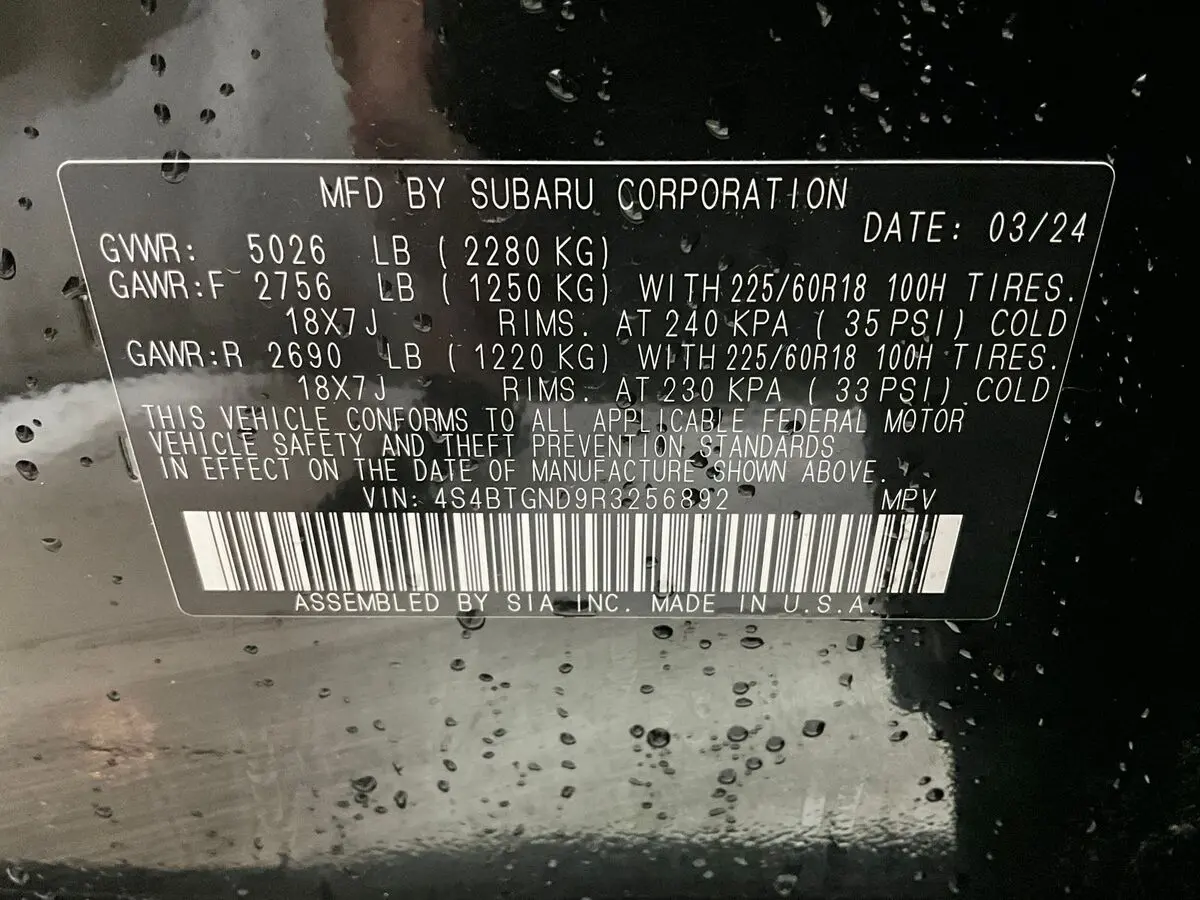 MFD BY SUBARU CORPORATION
DATE: 03/24
GVWR: 5026 LB ( 2280 KG)
GAWR:F 2756 LB ( 1250 KG) WITH 225/60R18 100H TIRES.
18X7J RIMS. AT 240 KPA ( 35 PSI) COLD
GAWR:R 2690 LB ( 1220 KG) WITH 225/60R18 100H TIRES.
18X7J RIMS. AT 230 KPA ( 33 PSI) COLD
THIS VEHICLE CONFORMS TO ALL APPLICABLE FEDERAL MOTOR
VEHICLE SAFETY AND THEFT PREVENTION STANDARDS
IN EFFECT ON THE DATE OF MANUFACTURE SHOWN ABOVE.
VIN: 4S4BTGND9R3256892 MPV
ASSEMBLED BY SIA INC. MADE IN U.S.A.